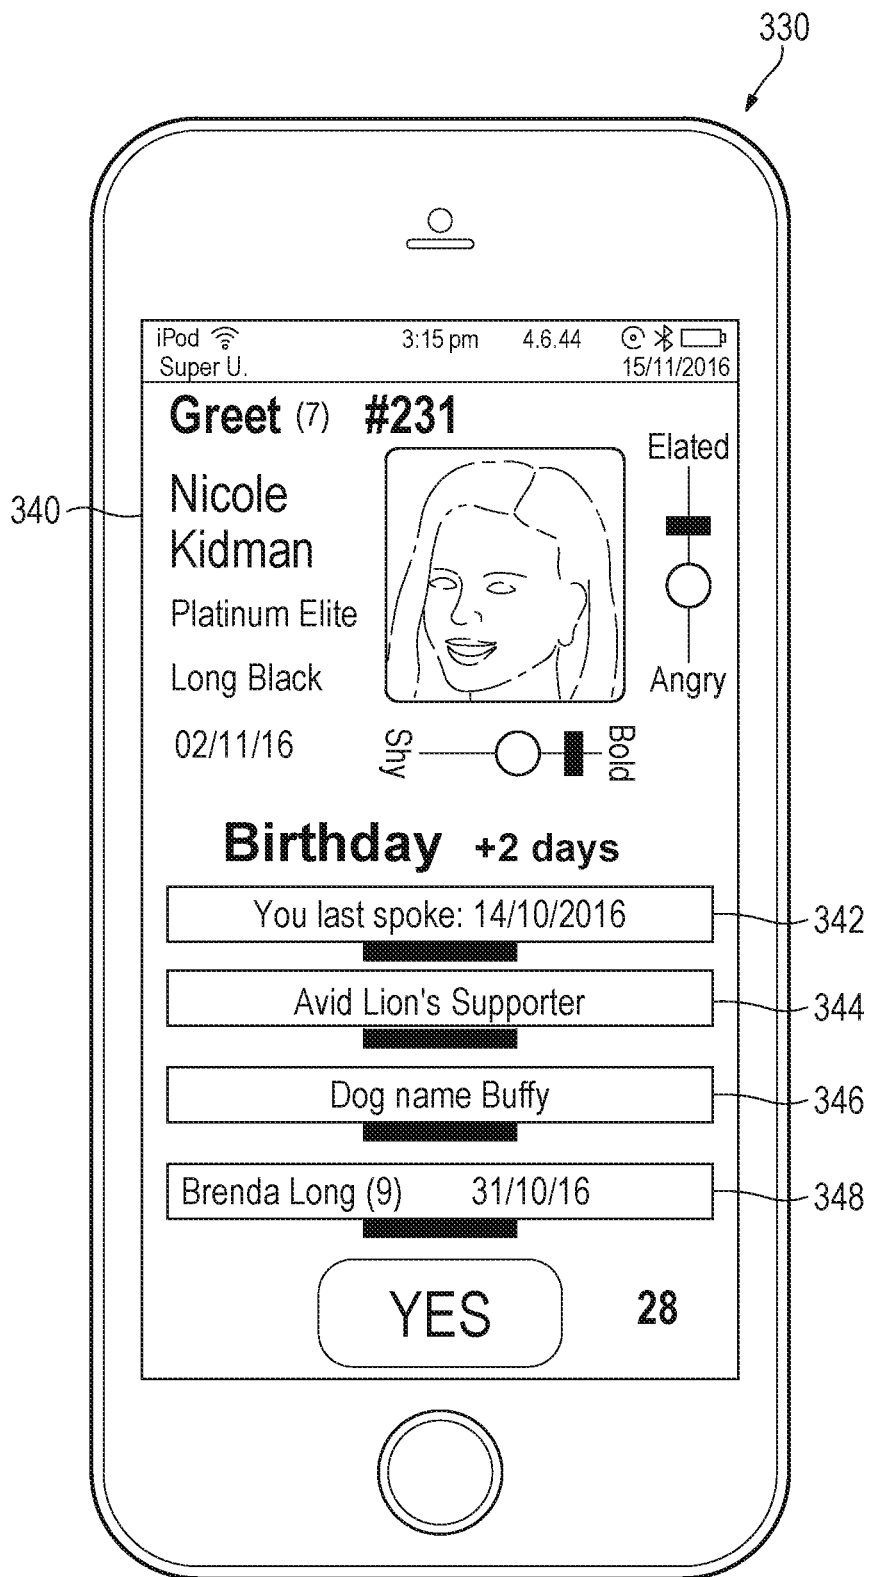 330
iPod 3:15 pm 4.6.44
Super U. 15/11/2016
Greet (7) #231
Elated
340
Nicole
Kidman
Platinum Elite
Long Black
Angry
02/11/16
Shy
Bold
Birthday +2 days
You last spoke: 14/10/2016
342
Avid Lion's Supporter
344
Dog name Buffy
346
Brenda Long (9) 31/10/16
348
YES
28